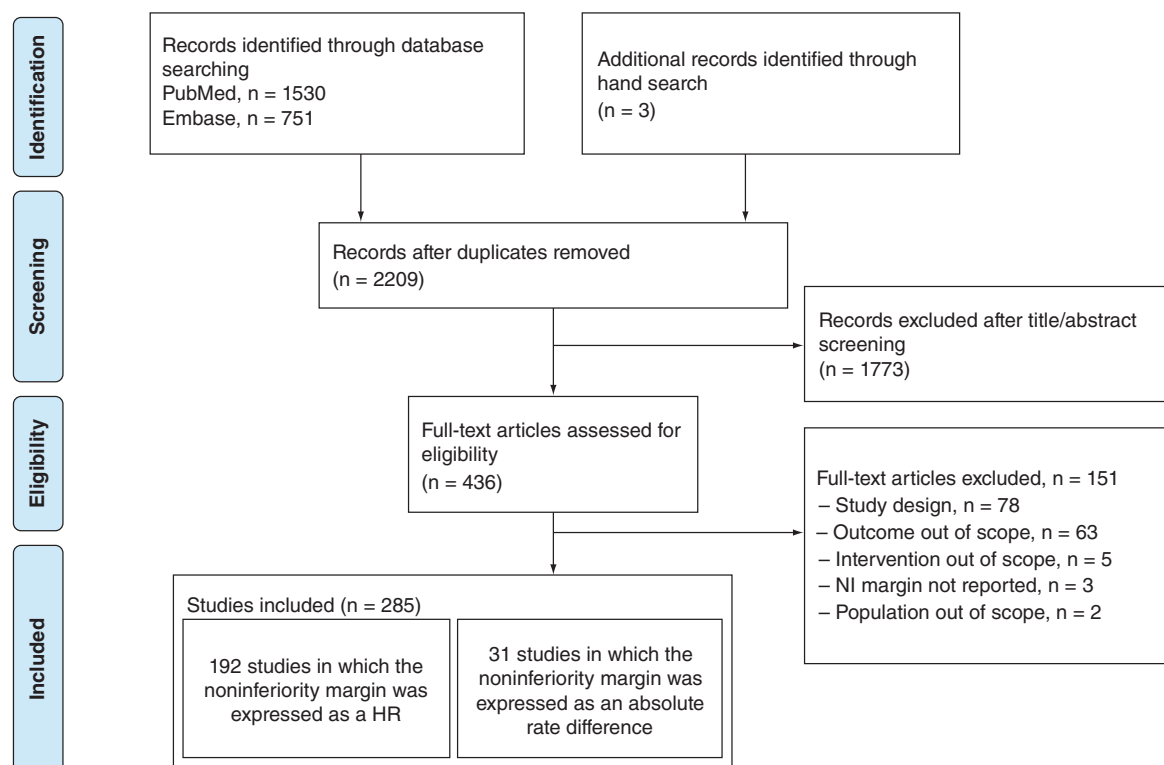 Identification
Records identified through database
searching
PubMed, n = 1530
Embase, n = 751
Additional records identified through
hand search
(n = 3)
Screening
Records after duplicates removed
(n = 2209)
Records excluded after title/abstract
screening
(n = 1773)
Eligibility
Full-text articles assessed for
eligibility
(n = 436)
Full-text articles excluded, n = 151
– Study design, n = 78
– Outcome out of scope, n = 63
– Intervention out of scope, n = 5
– NI margin not reported, n = 3
– Population out of scope, n = 2
Included
Studies included (n = 285)
192 studies in which the
noninferiority margin was
expressed as a HR
31 studies in which the
noninferiority margin was
expressed as an absolute
rate difference